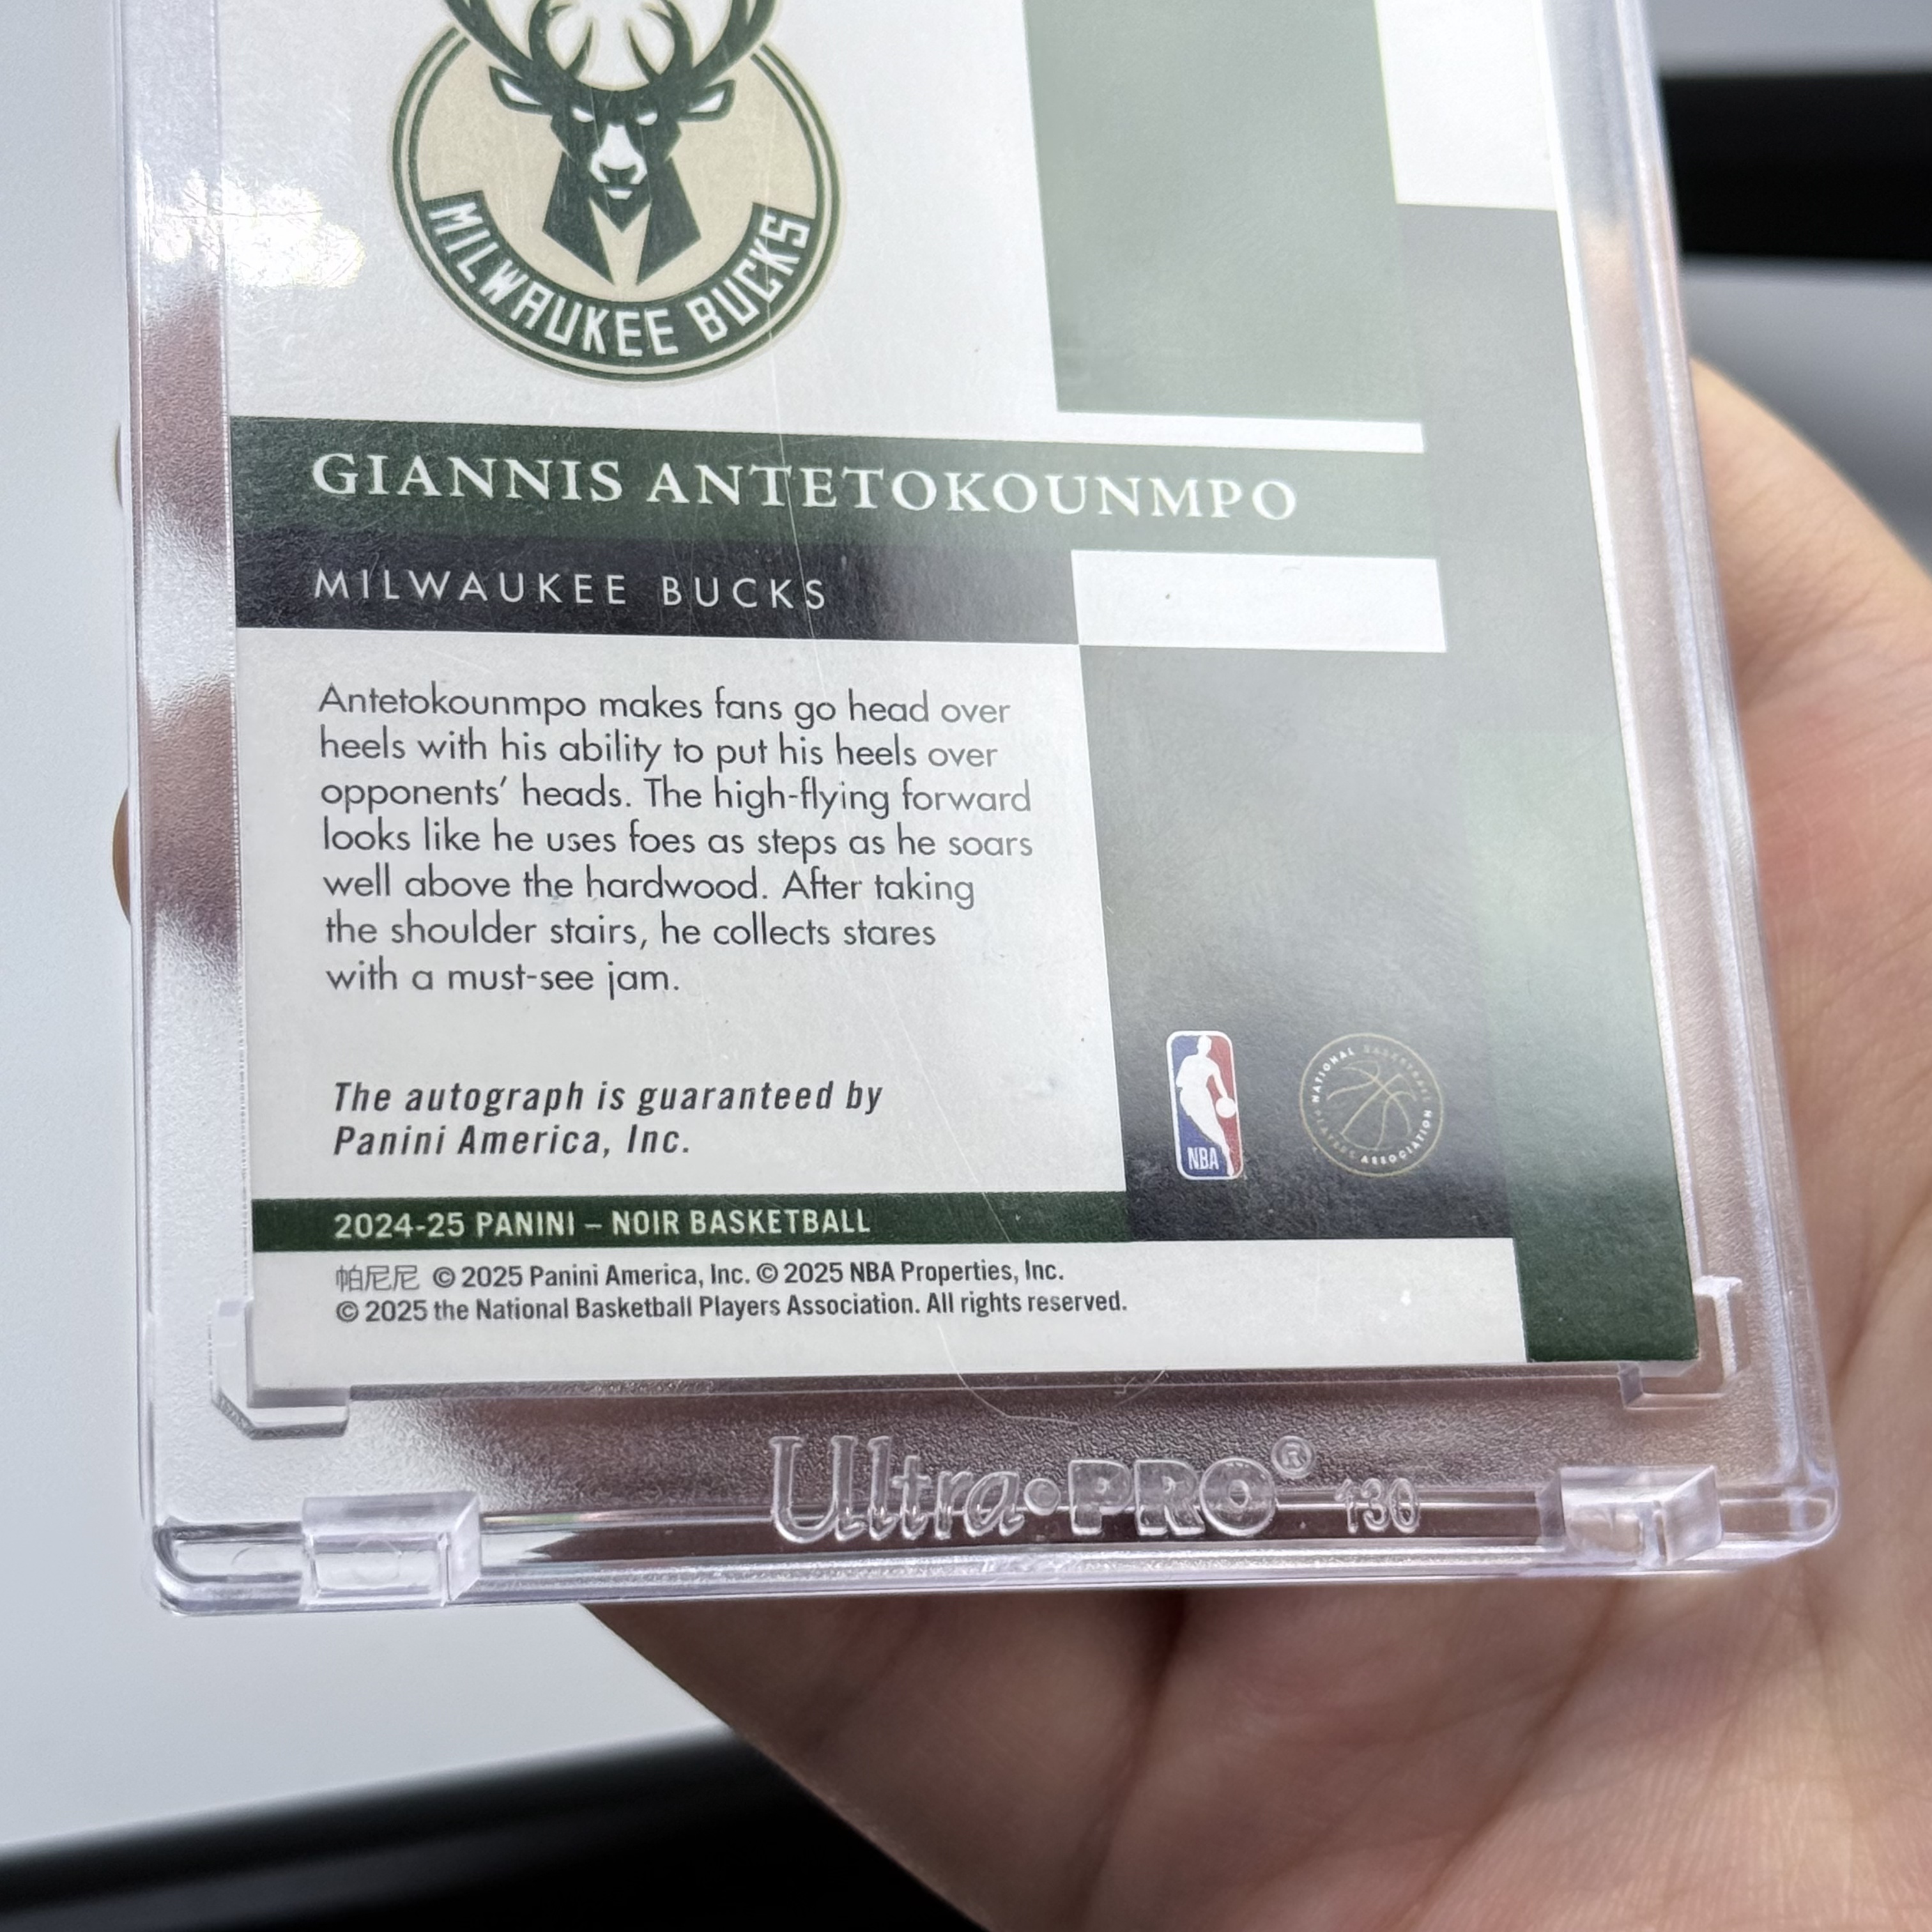 MILWAUKEE BUCKS
GIANNIS ANTETOKOUNMPO
MILWAUKEE BUCKS
Antetokounmpo makes fans go head over
heels with his ability to put his heels over
opponents' heads. The high-flying forward
looks like he uses foes as steps as he soars
well above the hardwood. After taking
the shoulder stairs, he collects stares
with a must-see jam.
The autograph is guaranteed by
Panini America, Inc.
NBA
NATIONAL BASKETBALL PLAYERS ASSOCIATION
2024-25 PANINI – NOIR BASKETBALL
帕尼尼 © 2025 Panini America, Inc. © 2025 NBA Properties, Inc.
© 2025 the National Basketball Players Association. All rights reserved.
Ultra•PRO® 130